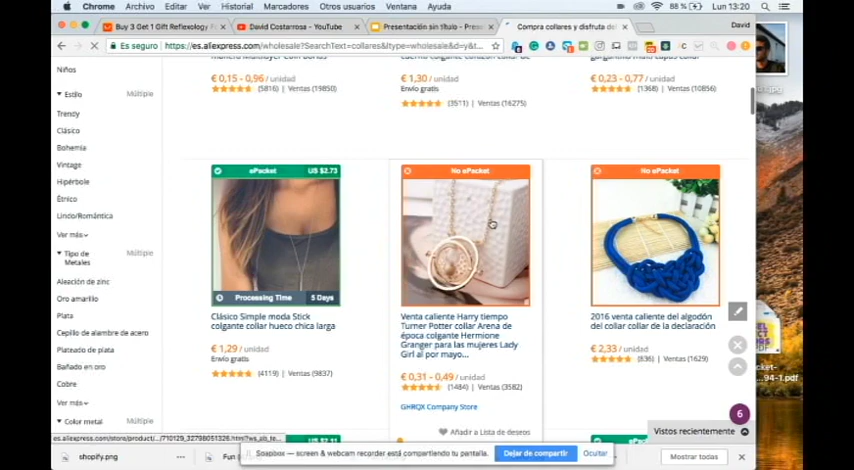 Chrome Archivo Editar Ver Historial Marcadores Otros usuarios Ventana Ayuda 88 % Lun 13:20
Buy 3 Get 1 Gift Reflexology F David Costarrosa - YouTube Presentación sin título - Prese Compra collares y disfruta de David
Es seguro https://es.aliexpress.com/wholesale?SearchText=collares&ltype=wholesale&d=y&t...
Niños
Estilo Múltiple
Trendy
Clásico
Bohemia
Vintage
Hipérbole
Étnico
Lindo/Romántica
Ver más
Tipo de Metales Múltiple
Aleación de zinc
Oro amarillo
Plata
Cepillo de alambre de acero
Plateado de plata
Bañado en oro
Cobre
Ver más
Color metal Múltiple
€ 0,15 - 0,96 / unidad
(5816) | Ventas (19850)
€ 1,30 / unidad
Envío gratis
(3511) | Ventas (16275)
€ 0,23 - 0,77 / unidad
(1368) | Ventas (10856)
ePacket US $2.73
Processing Time 5 Days
Clásico Simple moda Stick
colgante collar hueco chica larga
€ 1,29 / unidad
Envío gratis
(4119) | Ventas (9837)
No ePacket
Venta caliente Harry tiempo
Turner Potter collar Arena de
época colgante Hermione
Granger para las mujeres Lady
Girl al por mayo...
€ 0,31 - 0,49 / unidad
(1484) | Ventas (3582)
GHRQX Company Store
Añadir a Lista de deseos
No ePacket
2016 venta caliente del algodón
del collar collar de la declaración
€ 2,33 / unidad
(836) | Ventas (1629)
6
Vistos recientemente
Soapbox — screen & webcam recorder está compartiendo tu pantalla. Dejar de compartir Ocultar
shopify.png
Mostrar todas